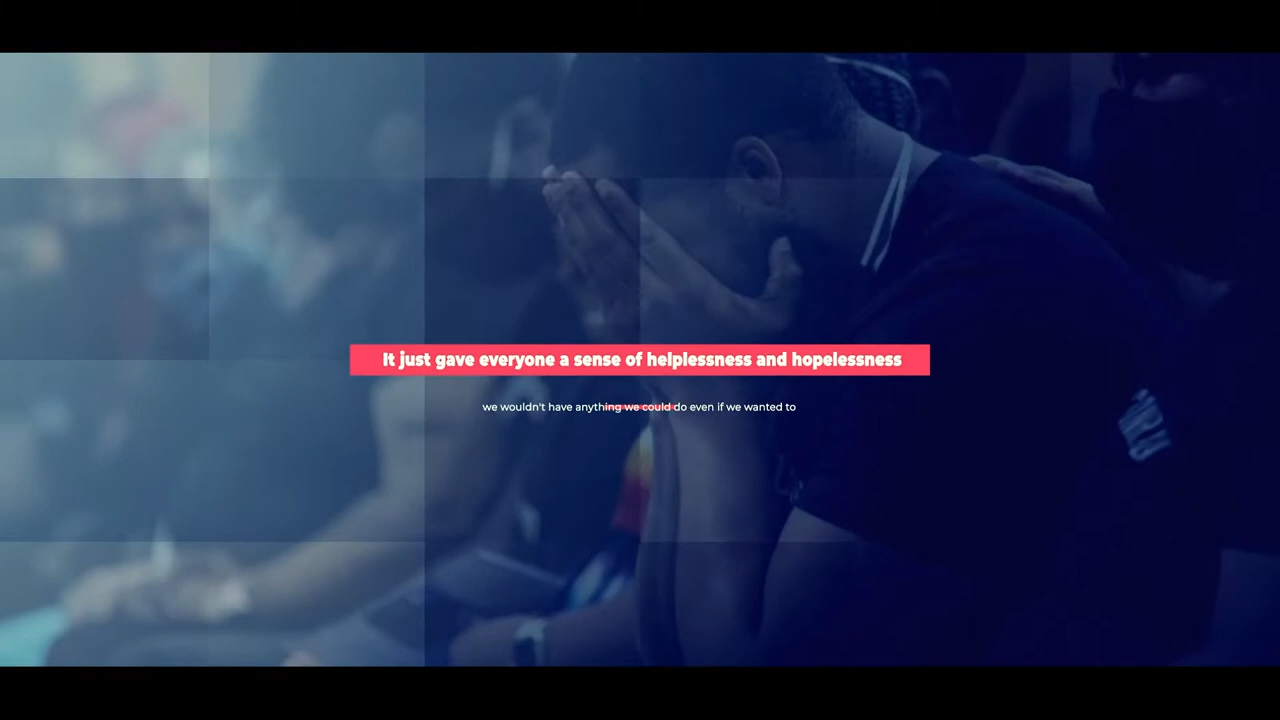 It just gave everyone a sense of helplessness and hopelessness
we wouldn't have anything we could do even if we wanted to